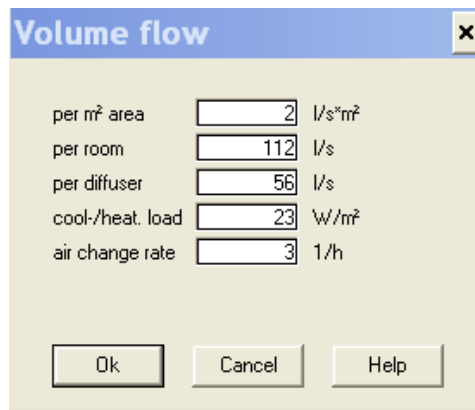 Volume flow
per m² area 2 l/s*m²
per room 112 l/s
per diffuser 56 l/s
cool-/heat. load 23 W/m²
air change rate 3 1/h
Ok Cancel Help